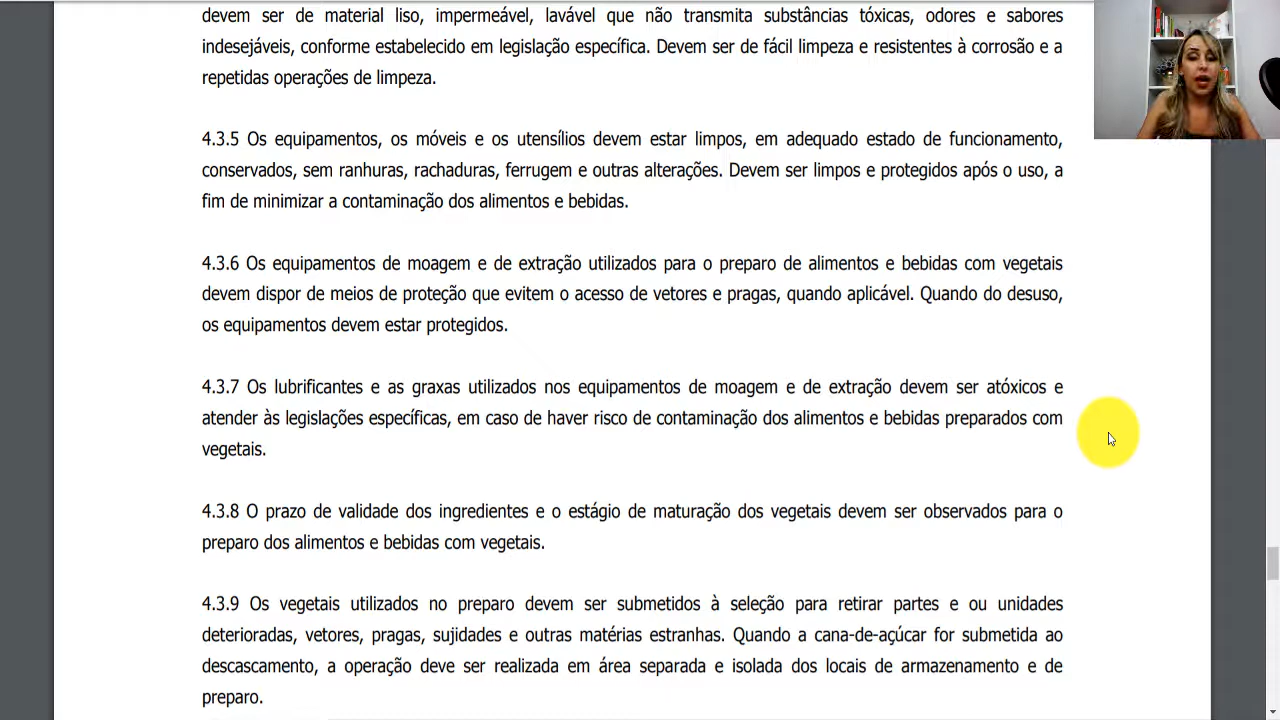 devem ser de material liso, impermeável, lavável que não transmita substâncias tóxicas, odores e sabores
indesejáveis, conforme estabelecido em legislação específica. Devem ser de fácil limpeza e resistentes à corrosão e a
repetidas operações de limpeza.
4.3.5 Os equipamentos, os móveis e os utensílios devem estar limpos, em adequado estado de funcionamento,
conservados, sem ranhuras, rachaduras, ferrugem e outras alterações. Devem ser limpos e protegidos após o uso, a
fim de minimizar a contaminação dos alimentos e bebidas.
4.3.6 Os equipamentos de moagem e de extração utilizados para o preparo de alimentos e bebidas com vegetais
devem dispor de meios de proteção que evitem o acesso de vetores e pragas, quando aplicável. Quando do desuso,
os equipamentos devem estar protegidos.
4.3.7 Os lubrificantes e as graxas utilizados nos equipamentos de moagem e de extração devem ser atóxicos e
atender às legislações específicas, em caso de haver risco de contaminação dos alimentos e bebidas preparados com
vegetais.
4.3.8 O prazo de validade dos ingredientes e o estágio de maturação dos vegetais devem ser observados para o
preparo dos alimentos e bebidas com vegetais.
4.3.9 Os vegetais utilizados no preparo devem ser submetidos à seleção para retirar partes e ou unidades
deterioradas, vetores, pragas, sujidades e outras matérias estranhas. Quando a cana-de-açúcar for submetida ao
descascamento, a operação deve ser realizada em área separada e isolada dos locais de armazenamento e de
preparo.